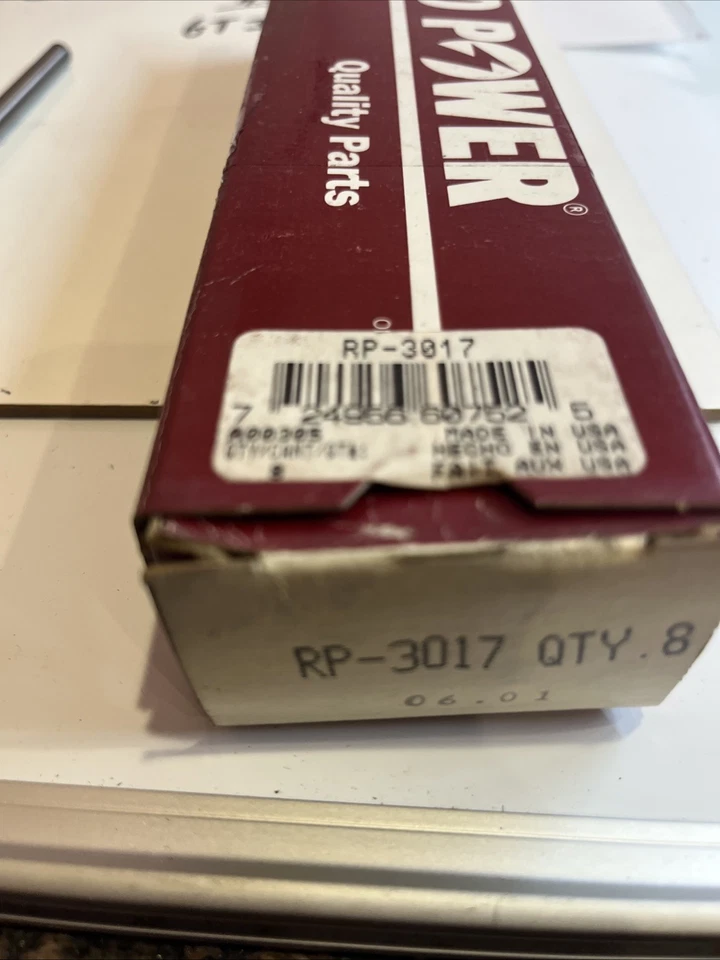 POWER®
Quality Parts
RP-3017
7 24956 60752 5
MADE IN USA
HECHO EN USA
FAIT AUX USA
RP-3017 QTY.8
06.01